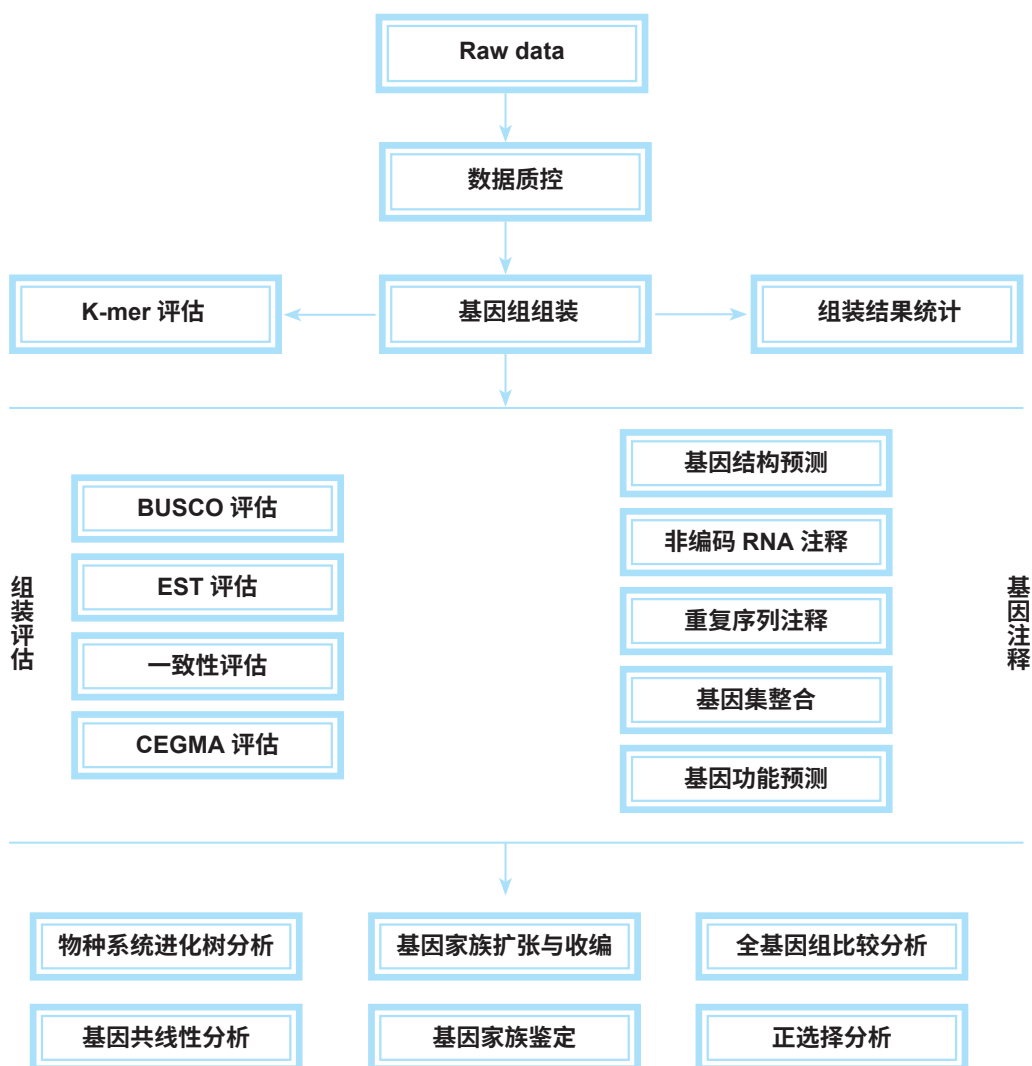 Raw data
数据质控
K-mer 评估
基因组组装
组装结果统计
组装评估
BUSCO 评估
EST 评估
一致性评估
CEGMA 评估
基因结构预测
非编码 RNA 注释
重复序列注释
基因集整合
基因功能预测
基因注释
物种系统进化树分析
基因家族扩张与收编
全基因组比较分析
基因共线性分析
基因家族鉴定
正选择分析